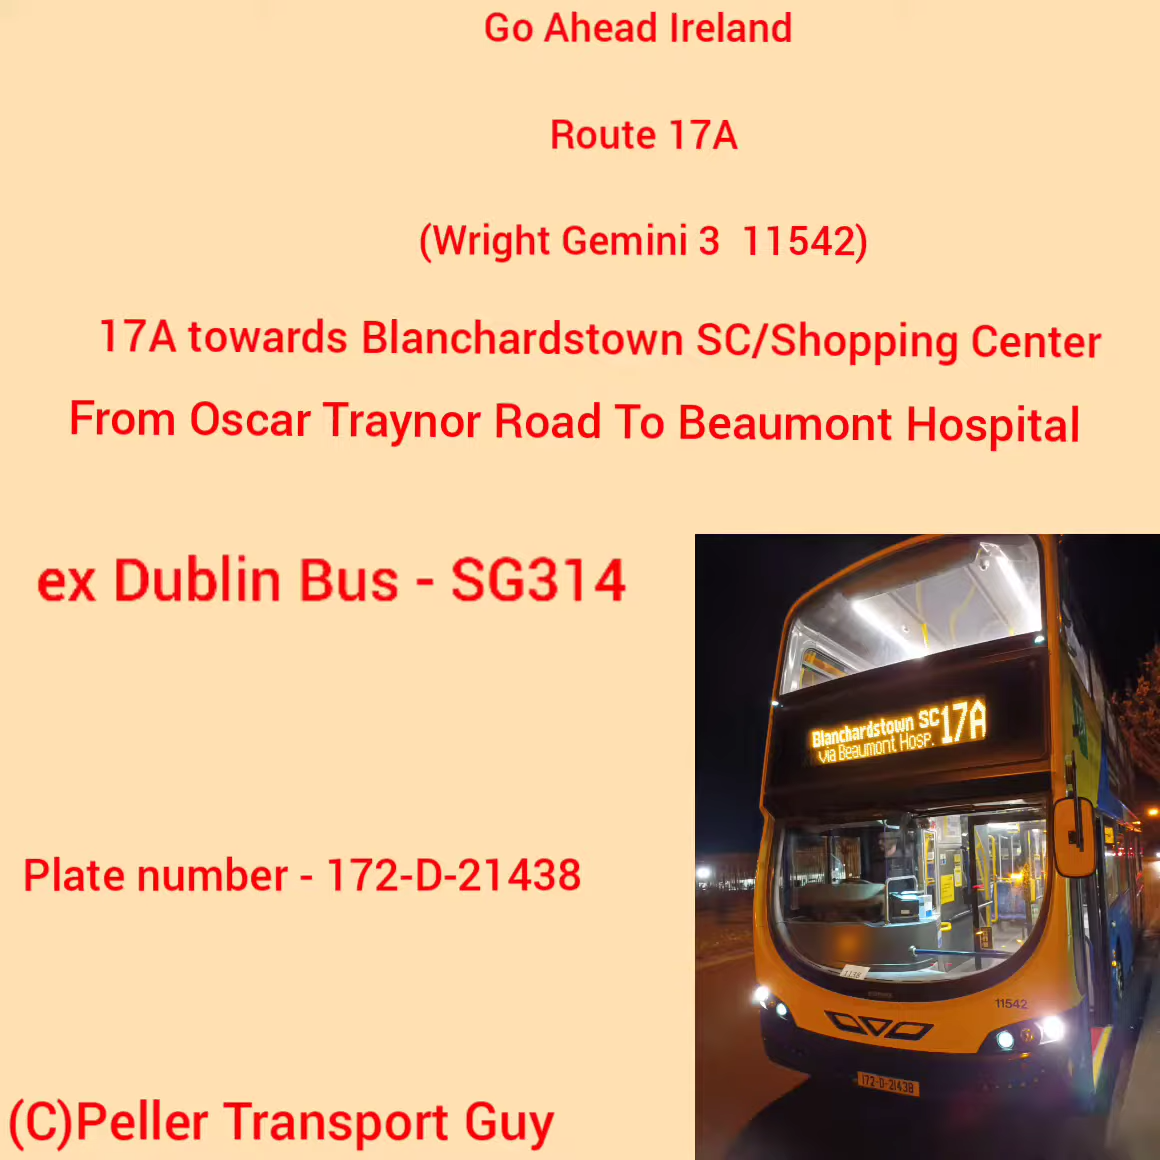 Go Ahead Ireland
Route 17A
(Wright Gemini 3 11542)
17A towards Blanchardstown SC/Shopping Center
From Oscar Traynor Road To Beaumont Hospital
ex Dublin Bus - SG314
Plate number - 172-D-21438
(C)Peller Transport Guy
Blanchardstown SC 17A
via Beaumont Hosp.
1138
11542
172-D-21438